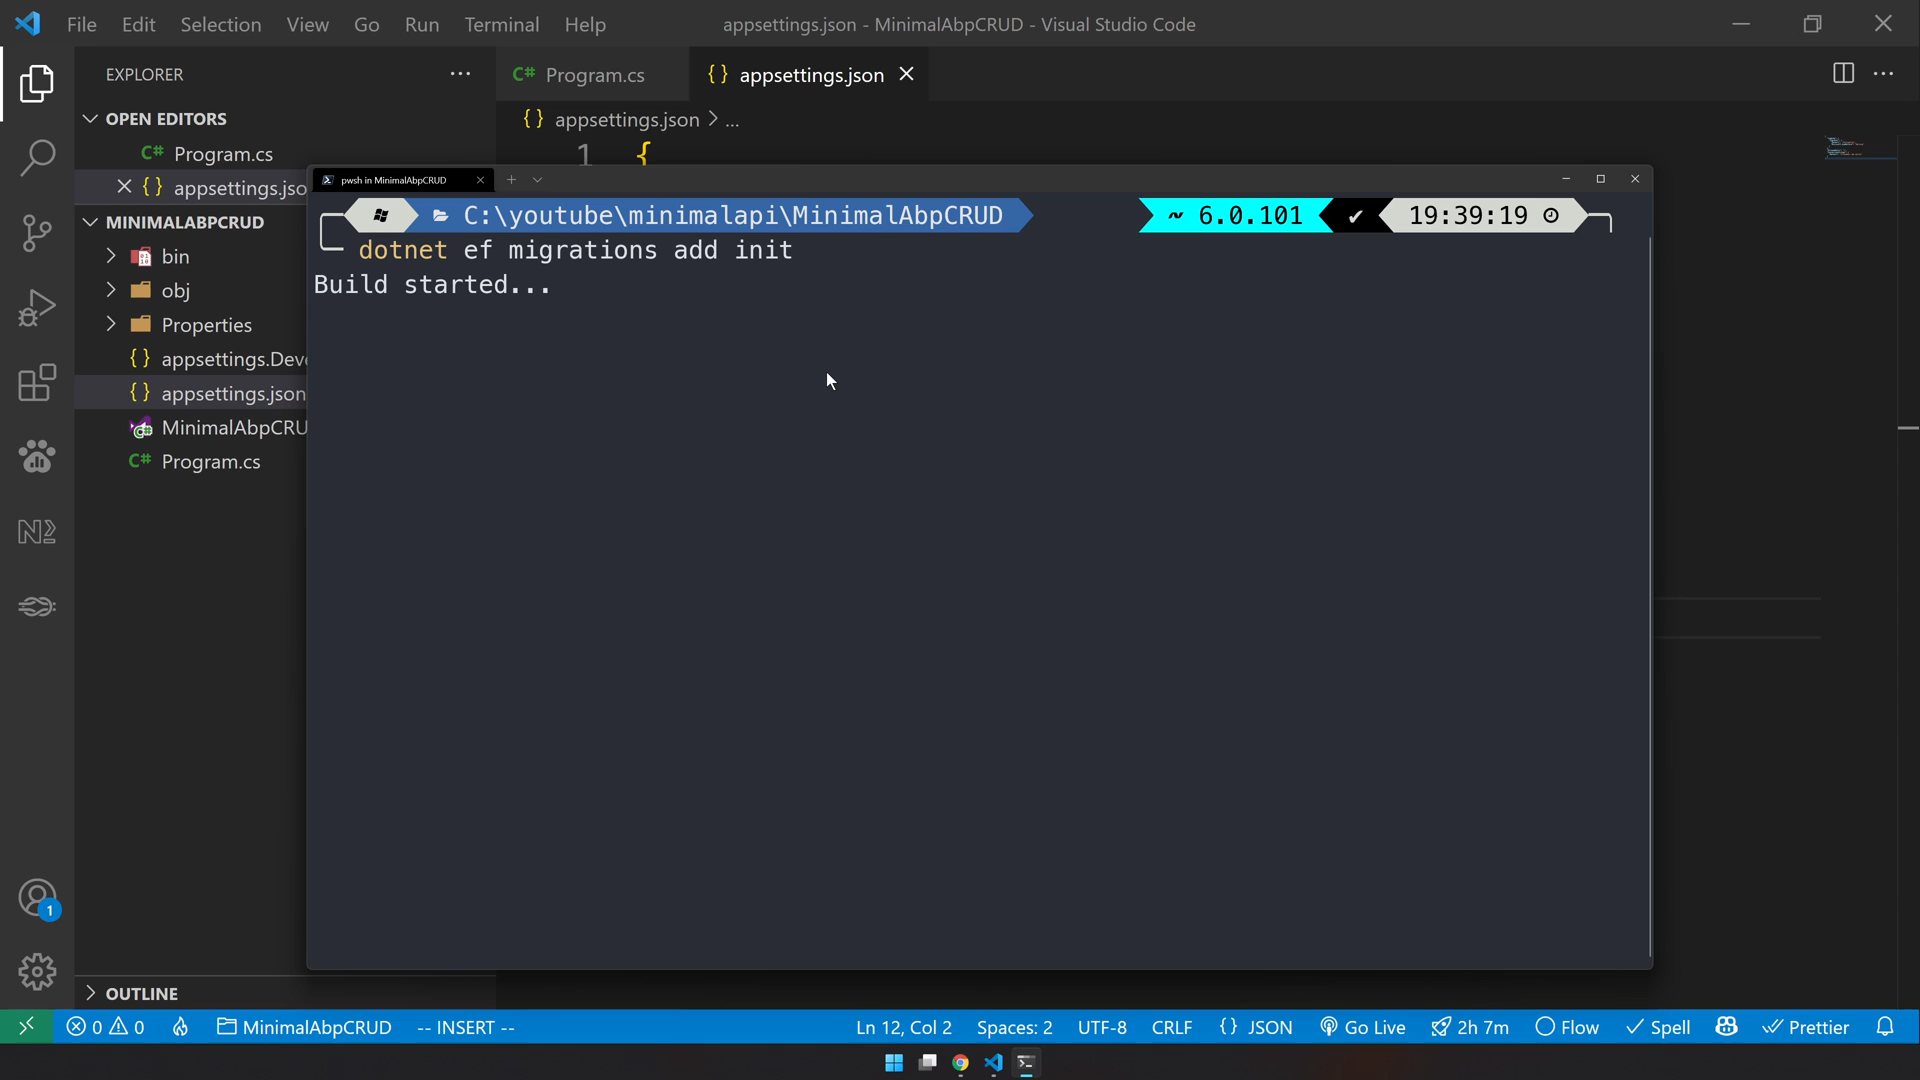 File Edit Selection View Go Run Terminal Help
appsettings.json - MinimalAbpCRUD - Visual Studio Code
EXPLORER
Program.cs
appsettings.json
OPEN EDITORS
appsettings.json > ...
C# Program.cs
{} appsettings.jso
1 {
pwsh in MinimalAbpCRUD
MINIMALABPCRUD
C:\youtube\minimalapi\MinimalAbpCRUD
6.0.101
19:39:19
dotnet ef migrations add init
Build started...
bin
obj
Properties
{} appsettings.Dev
{} appsettings.json
MinimalAbpCRU
C# Program.cs
1
OUTLINE
0 0 MinimalAbpCRUD -- INSERT -- Ln 12, Col 2 Spaces: 2 UTF-8 CRLF {} JSON Go Live 2h 7m Flow Spell Prettier